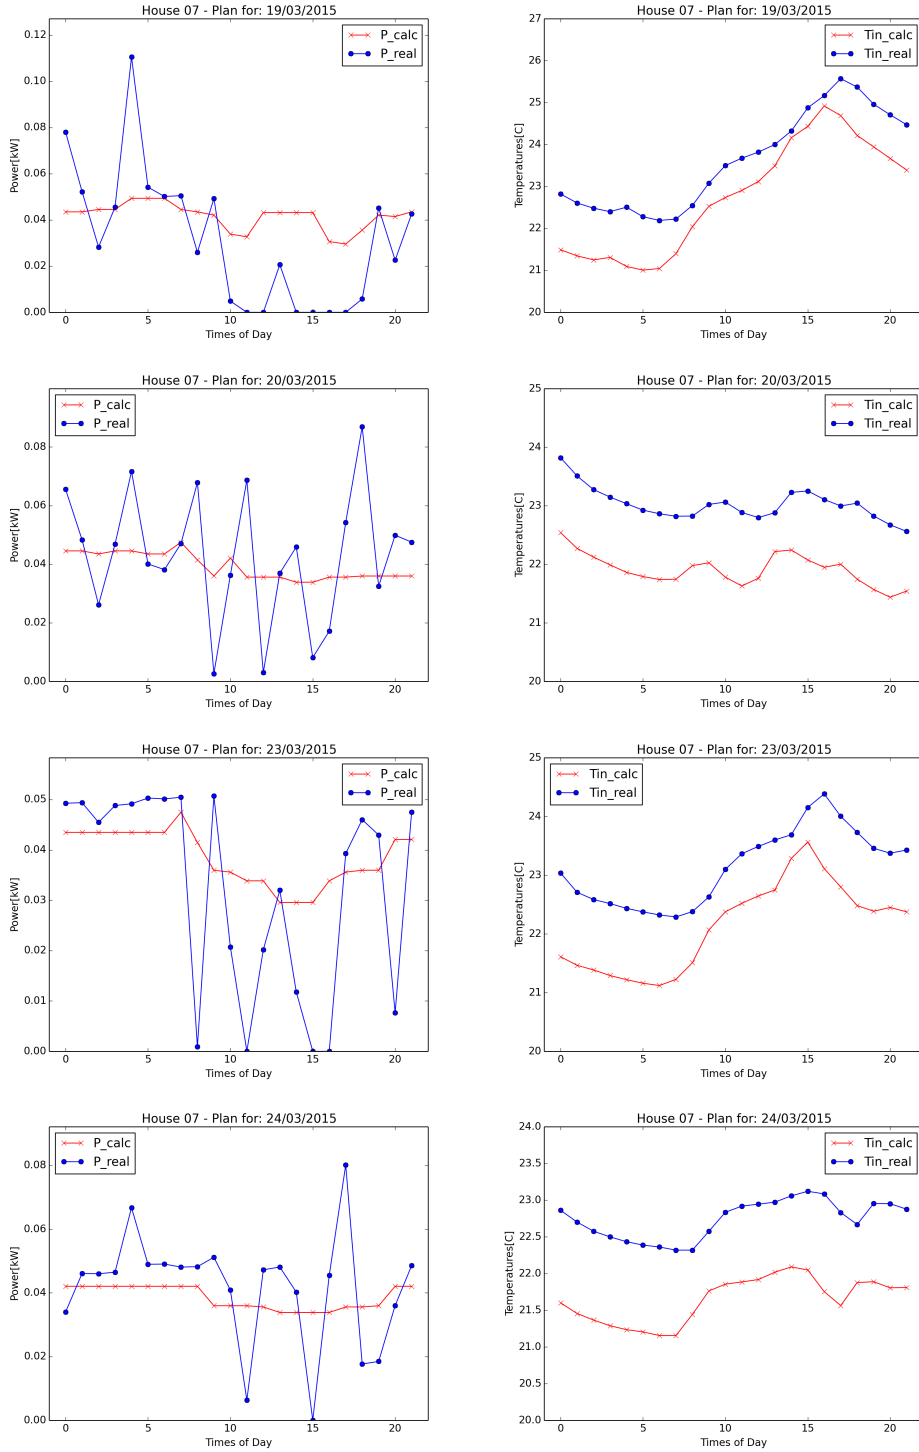 House 07 - Plan for: 19/03/2015
0.12
0.10
0.08
0.06
0.04
0.02
0.00
Power[kW]
P_calc
P_real
0 5 10 15 20
Times of Day
House 07 - Plan for: 19/03/2015
27
26
25
24
23
22
21
20
Temperatures[C]
Tin_calc
Tin_real
0 5 10 15 20
Times of Day
House 07 - Plan for: 20/03/2015
0.08
0.06
0.04
0.02
0.00
Power[kW]
P_calc
P_real
0 5 10 15 20
Times of Day
House 07 - Plan for: 20/03/2015
25
24
23
22
21
20
Temperatures[C]
Tin_calc
Tin_real
0 5 10 15 20
Times of Day
House 07 - Plan for: 23/03/2015
0.05
0.04
0.03
0.02
0.01
0.00
Power[kW]
P_calc
P_real
0 5 10 15 20
Times of Day
House 07 - Plan for: 23/03/2015
25
24
23
22
21
20
Temperatures[C]
Tin_calc
Tin_real
0 5 10 15 20
Times of Day
House 07 - Plan for: 24/03/2015
0.08
0.06
0.04
0.02
0.00
Power[kW]
P_calc
P_real
0 5 10 15 20
Times of Day
House 07 - Plan for: 24/03/2015
24.0
23.5
23.0
22.5
22.0
21.5
21.0
20.5
20.0
Temperatures[C]
Tin_calc
Tin_real
0 5 10 15 20
Times of Day